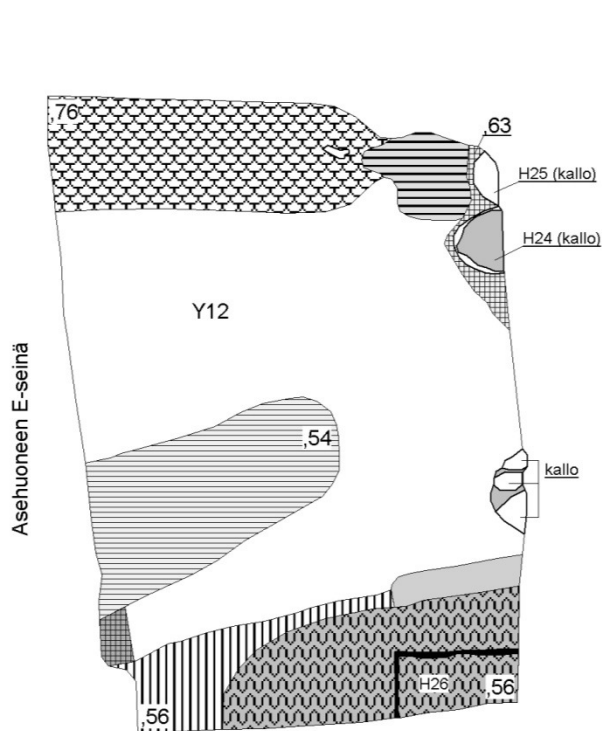 ,76
,63
H25 (kallo)
H24 (kallo)
Y12
Asehuoneen E-seinä
,54
kallo
H26
,56
,56